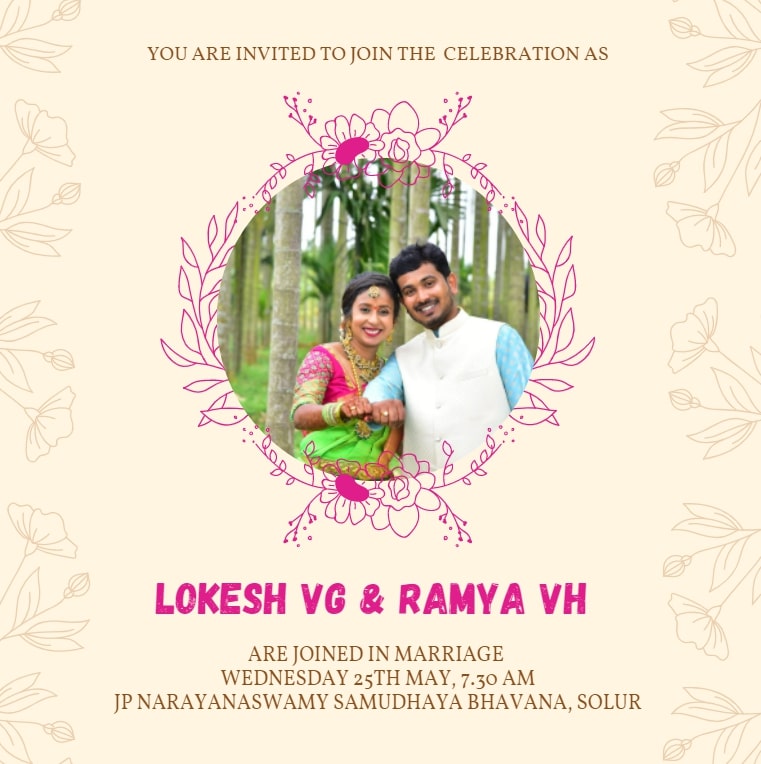 YOU ARE INVITED TO JOIN THE CELEBRATION AS
LOKESH VG & RAMYA VH
ARE JOINED IN MARRIAGE
WEDNESDAY 25TH MAY, 7.30 AM
JP NARAYANASWAMY SAMUDHAYA BHAVANA, SOLUR